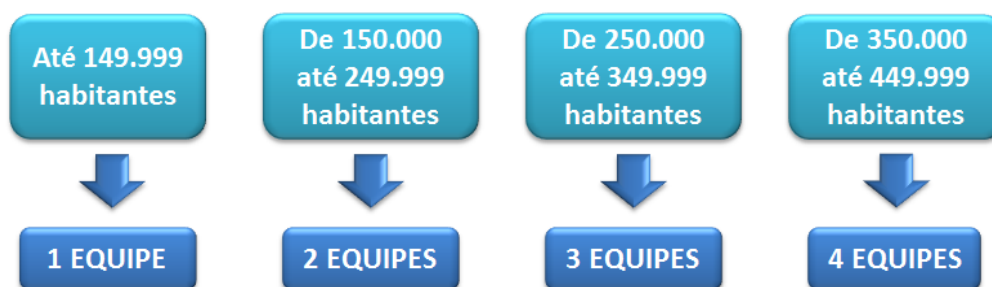 Até 149.999
habitantes
De 150.000
até 249.999
habitantes
De 250.000
até 349.999
habitantes
De 350.000
até 449.999
habitantes
1 EQUIPE
2 EQUIPES
3 EQUIPES
4 EQUIPES